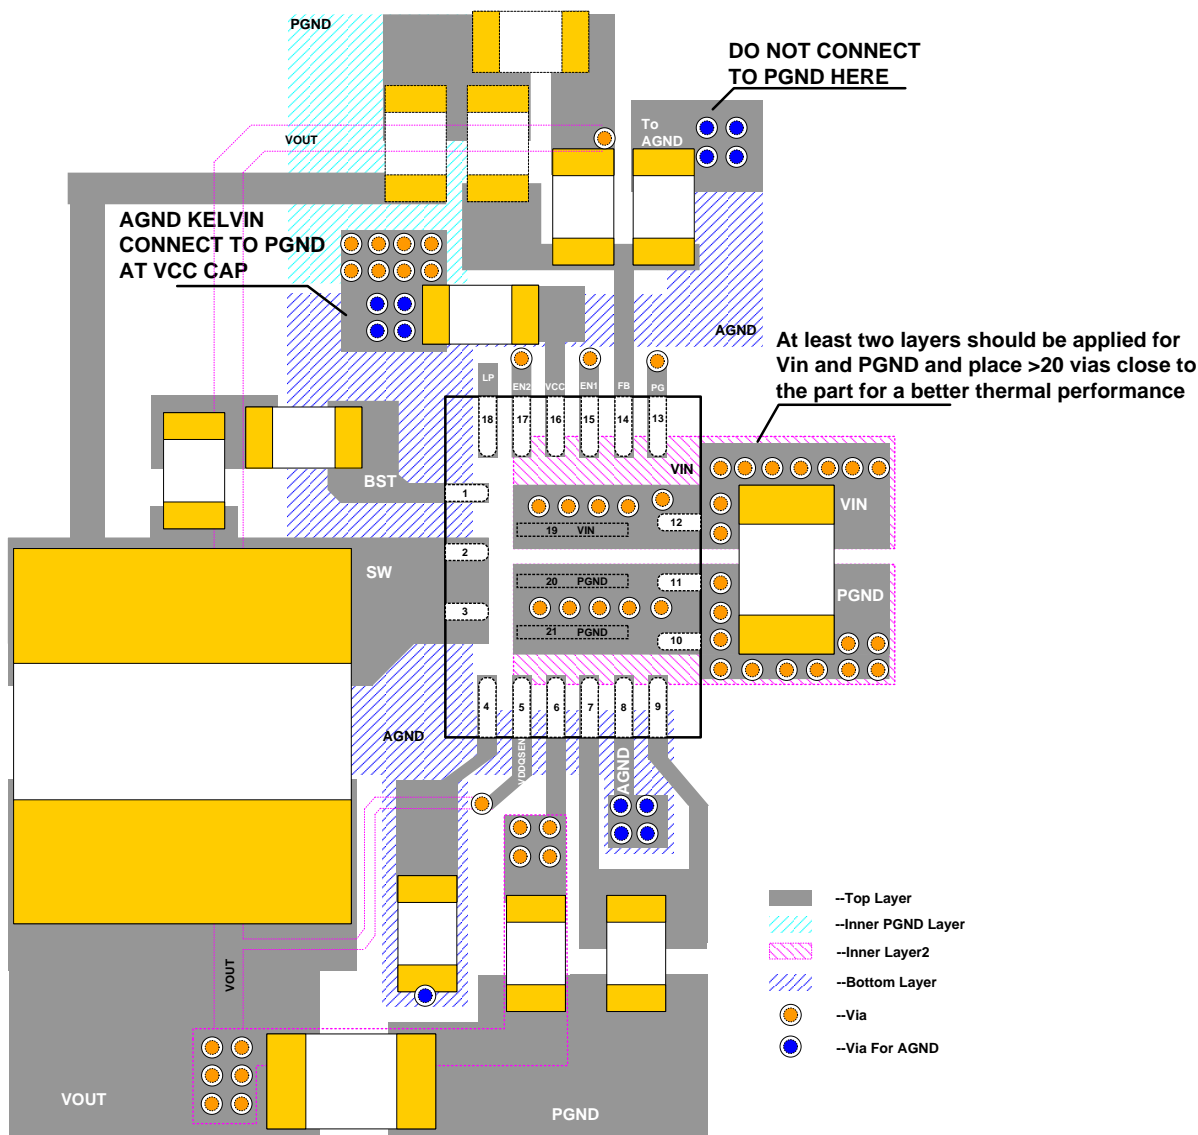 PGND
DO NOT CONNECT
TO PGND HERE
To
AGND
VOUT
AGND KELVIN
CONNECT TO PGND
AT VCC CAP
AGND
At least two layers should be applied for
Vin and PGND and place >20 vias close to
the part for a better thermal performance
LP
EN2
VCC
EN1
FB
PG
18
17
16
15
14
13
VIN
BST
1
12
VIN
19 VIN
2
SW
20 PGND
11
PGND
3
21 PGND
10
4
5
6
7
8
9
AGND
VDDQSEN
AGND
--Top Layer
--Inner PGND Layer
--Inner Layer2
--Bottom Layer
--Via
--Via For AGND
VOUT
VOUT
PGND